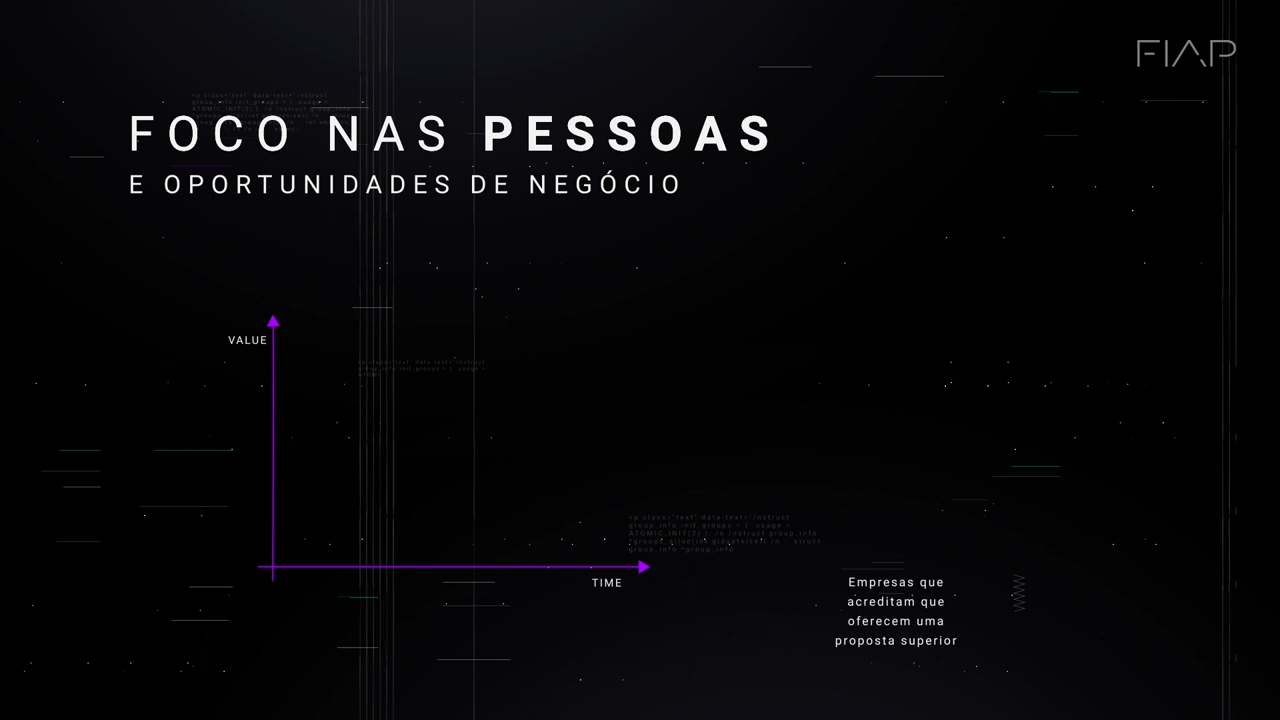 FIAP
FOCO NAS PESSOAS
E OPORTUNIDADES DE NEGÓCIO
VALUE
TIME
Empresas que
acreditam que
oferecem uma
proposta superior